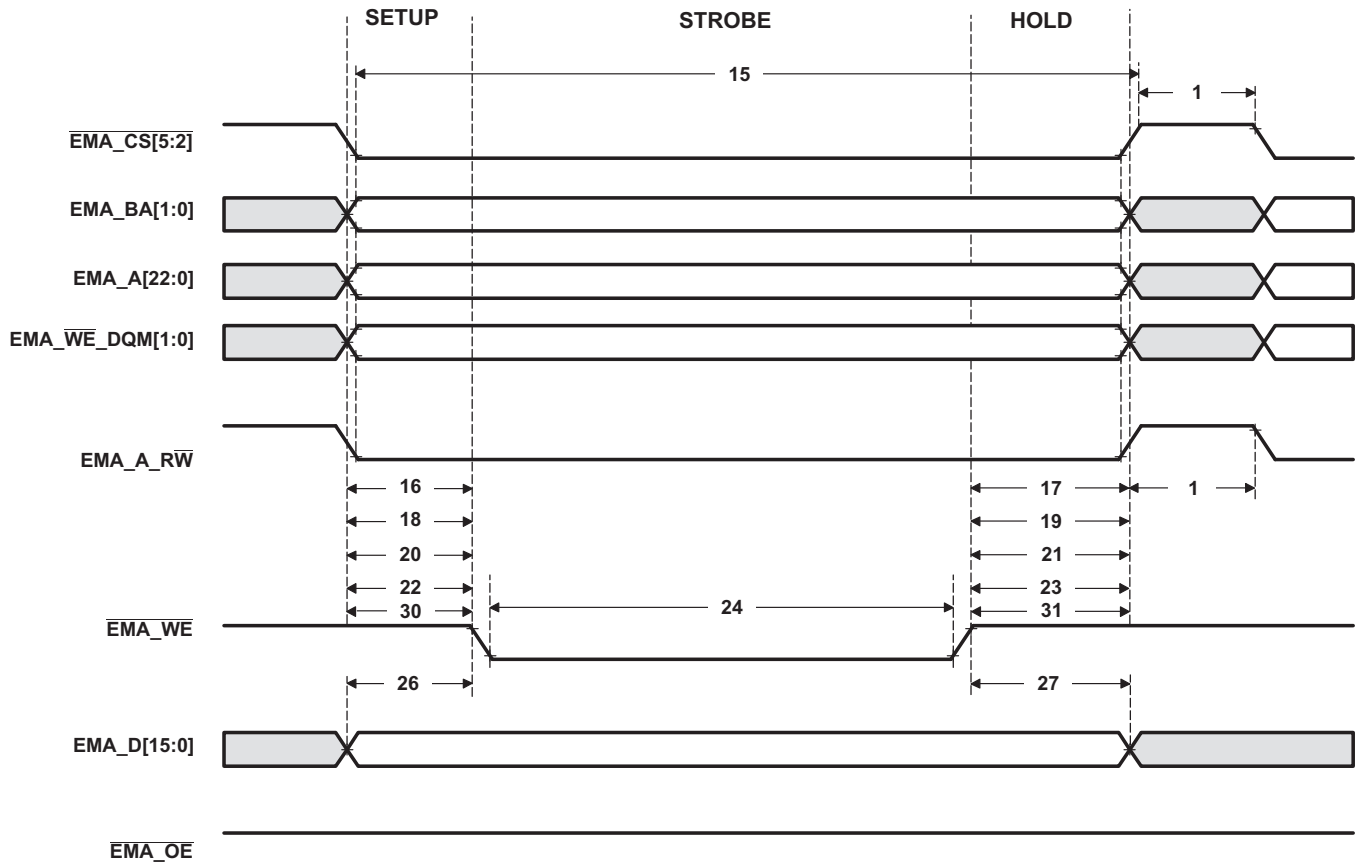 SETUP STROBE HOLD
15
1
EMA_CS[5:2]
EMA_BA[1:0]
EMA_A[22:0]
EMA_WE_DQM[1:0]
EMA_A_RW
16 17 1
18 19
20 21
22 23
24
30 31
EMA_WE
26 27
EMA_D[15:0]
EMA_OE